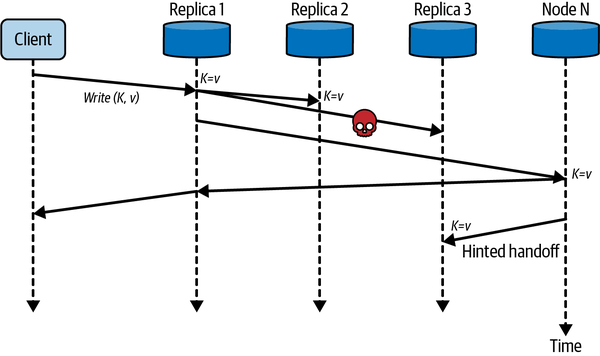 Client
Replica 1
Replica 2
Replica 3
Node N
K=v
Write (K, v)
K=v
K=v
K=v
Hinted handoff
Time